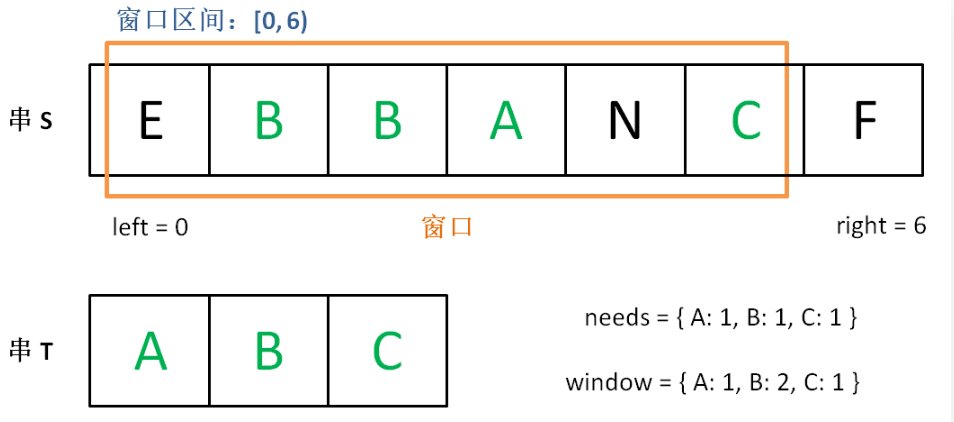 窗口区间：[0, 6)
串 S E B B A N C F
left = 0 窗口 right = 6
串 T A B C
needs = { A: 1, B: 1, C: 1 }
window = { A: 1, B: 2, C: 1 }